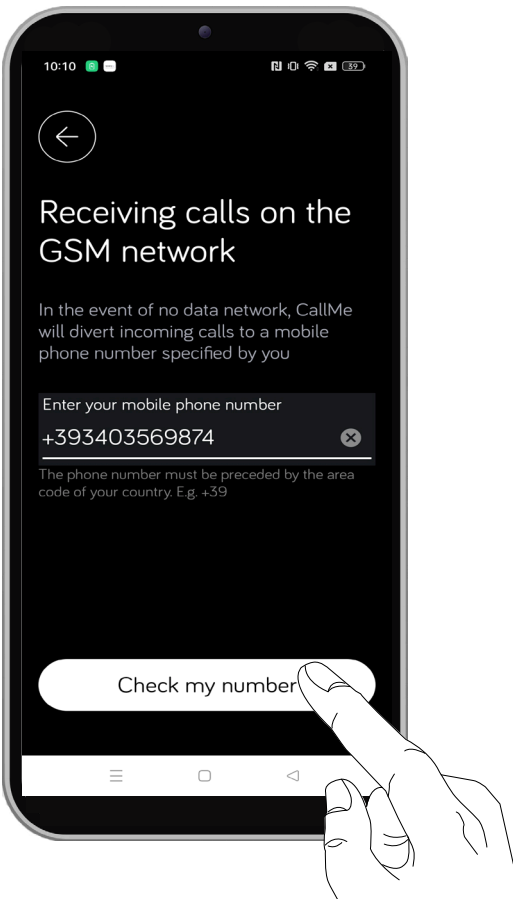 10:10
39
Receiving calls on the
GSM network
In the event of no data network, CallMe
will divert incoming calls to a mobile
phone number specified by you
Enter your mobile phone number
+393403569874
The phone number must be preceded by the area
code of your country. E.g. +39
Check my number